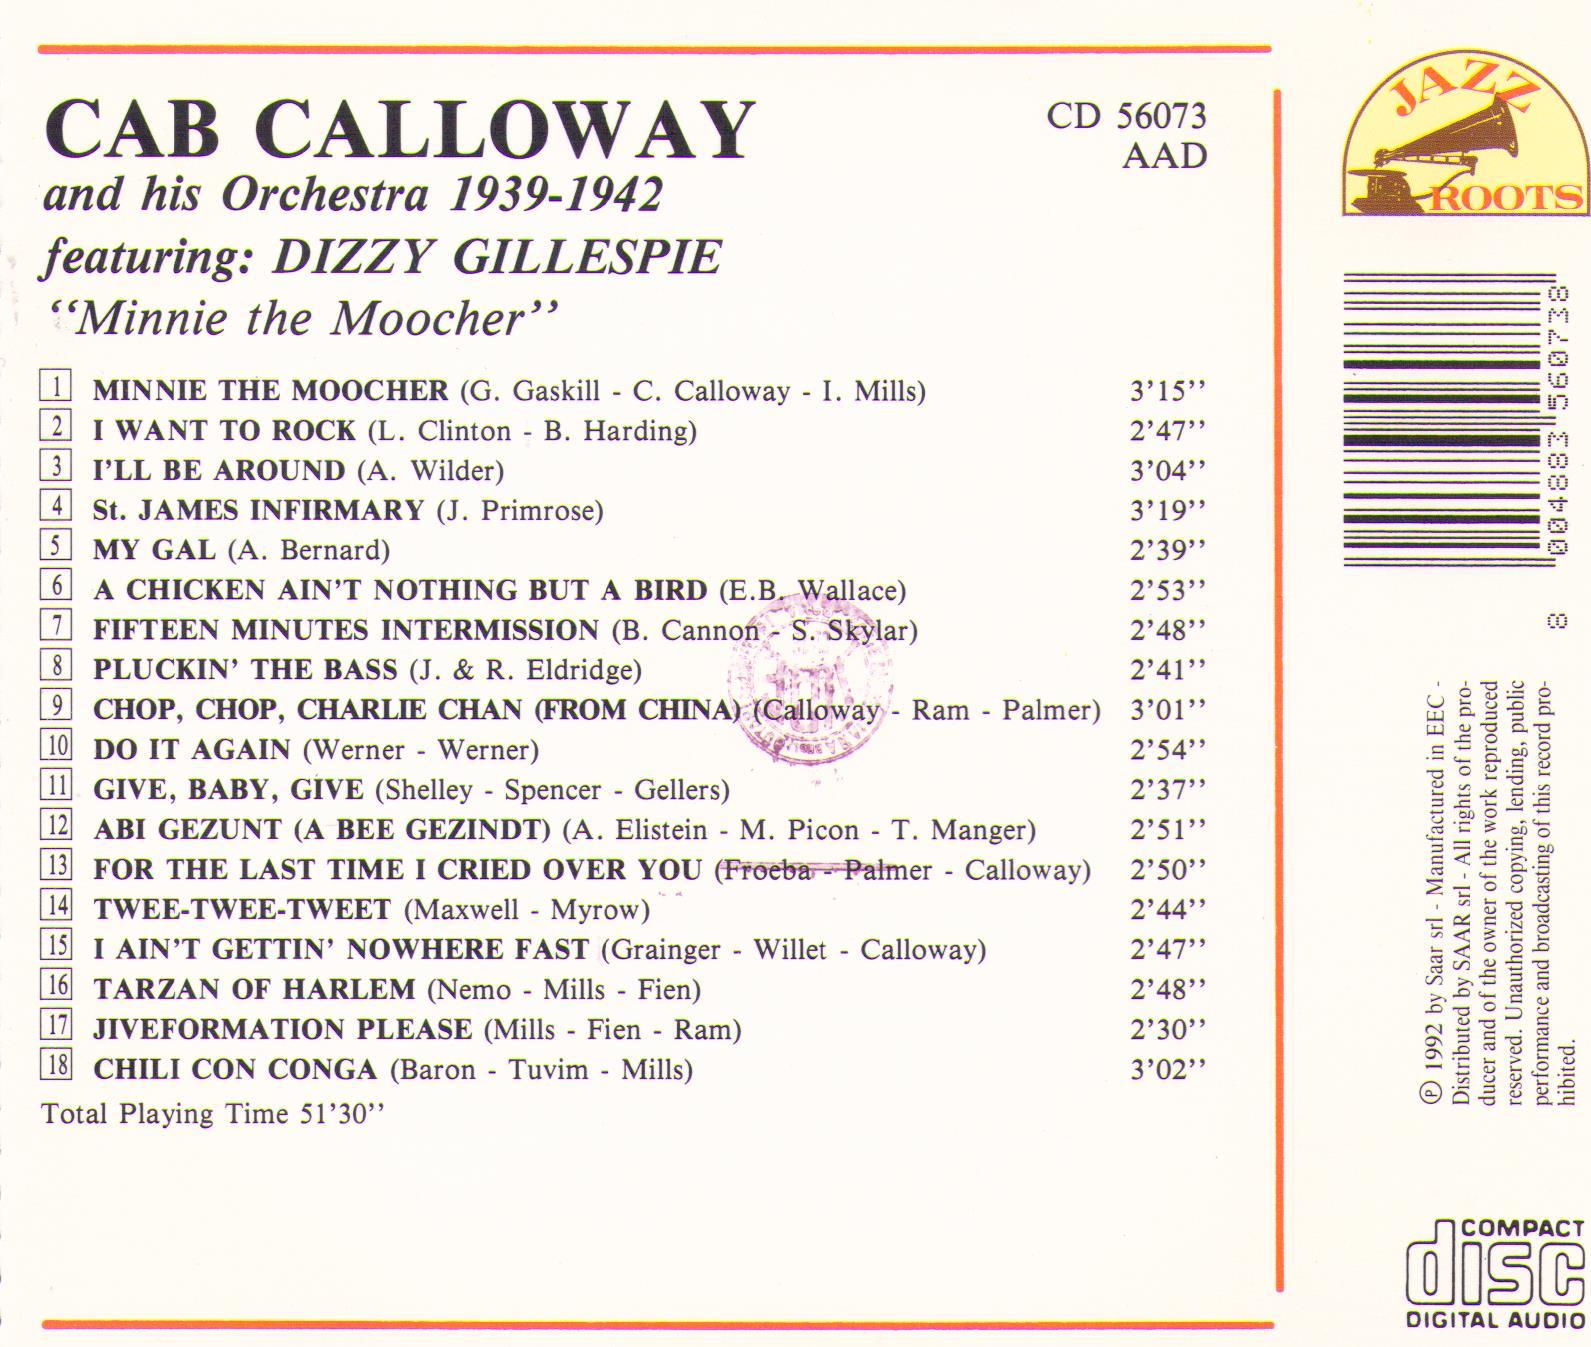 CAB CALLOWAY
and his Orchestra 1939-1942
featuring: DIZZY GILLESPIE
‘‘Minnie the Moocher’’
CD 56073
AAD
1 MINNIE THE MOOCHER (G. Gaskill - C. Calloway - I. Mills) 3’15’’
2 I WANT TO ROCK (L. Clinton - B. Harding) 2’47’’
3 I’LL BE AROUND (A. Wilder) 3’04’’
4 St. JAMES INFIRMARY (J. Primrose) 3’19’’
5 MY GAL (A. Bernard) 2’39’’
6 A CHICKEN AIN’T NOTHING BUT A BIRD (E.B. Wallace) 2’53’’
7 FIFTEEN MINUTES INTERMISSION (B. Cannon - S. Skylar) 2’48’’
8 PLUCKIN’ THE BASS (J. & R. Eldridge) 2’41’’
9 CHOP, CHOP, CHARLIE CHAN (FROM CHINA) (Calloway - Ram - Palmer) 3’01’’
10 DO IT AGAIN (Werner - Werner) 2’54’’
11 GIVE, BABY, GIVE (Shelley - Spencer - Gellers) 2’37’’
12 ABI GEZUNT (A BEE GEZINDT) (A. Elistein - M. Picon - T. Manger) 2’51’’
13 FOR THE LAST TIME I CRIED OVER YOU (Froeba - Palmer - Calloway) 2’50’’
14 TWEE-TWEE-TWEET (Maxwell - Myrow) 2’44’’
15 I AIN’T GETTIN’ NOWHERE FAST (Grainger - Willet - Calloway) 2’47’’
16 TARZAN OF HARLEM (Nemo - Mills - Fien) 2’48’’
17 JIVEFORMATION PLEASE (Mills - Fien - Ram) 2’30’’
18 CHILI CON CONGA (Baron - Tuvim - Mills) 3’02’’
Total Playing Time 51’30’’
JAZZ
ROOTS
8 004883 560738
℗ 1992 by Saar srl - Manufactured in EEC -
Distributed by SAAR srl - All rights of the pro-
ducer and of the owner of the work reproduced
reserved. Unauthorized copying, lending, public
performance and broadcasting of this record pro-
hibited.
COMPACT
disc
DIGITAL AUDIO